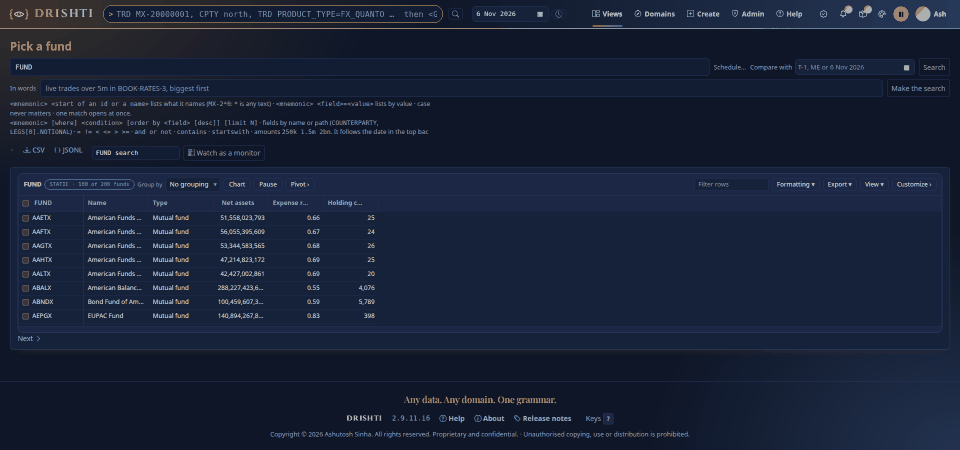 DRISHTI
> TRD MX-20000001, CPTY north, TRD PRODUCT_TYPE=FX_QUANTO … then <G
6 Nov 2026
Views
Domains
Create
Admin
Help
Ash
Pick a fund
FUND
Schedule...
Compare with
T-1, ME or 6 Nov 2026
Search
In words
live trades over 5m in BOOK-RATES-3, biggest first
Make the search
<mnemonic> <start of an id or a name> lists what it names (MX-2*0: * is any text) · <mnemonic> <field>=<value> lists by value · case
never matters · one match opens at once.
<mnemonic> [where] <condition> [order by <field> [desc]] [limit N] · fields by name or path (COUNTERPARTY,
LEGS[0].NOTIONAL) · = != < <= > >= · and or not · contains · startswith · amounts 250k 1.5m 2bn. It follows the date in the top bac
CSV
JSONL
FUND search
Watch as a monitor
FUND
STATIC · 100 of 200 funds
Group by
No grouping
Chart
Pause
Pivot ›
Filter rows
Formatting ▾
Export ▾
View ▾
Customize ›
FUND Name Type Net assets Expense r... Holding c...
AAETX American Funds ... Mutual fund 51,558,023,793 0.66 25
AAFTX American Funds ... Mutual fund 56,055,395,609 0.67 24
AAGTX American Funds ... Mutual fund 53,344,583,565 0.68 26
AAHTX American Funds ... Mutual fund 47,214,823,172 0.69 25
AALTX American Funds ... Mutual fund 42,427,002,861 0.69 20
ABALX American Balanc... Mutual fund 288,227,423,6... 0.55 4,076
ABNDX Bond Fund of Am... Mutual fund 100,459,607,3... 0.59 5,789
AEPGX EUPAC Fund Mutual fund 140,894,267,8... 0.83 398
Next ›
Any data. Any domain. One grammar.
DRISHTI 2.9.11.16 Help About Release notes Keys ?
Copyright © 2026 Ashutosh Sinha. All rights reserved. Proprietary and confidential. · Unauthorised copying, use or distribution is prohibited.